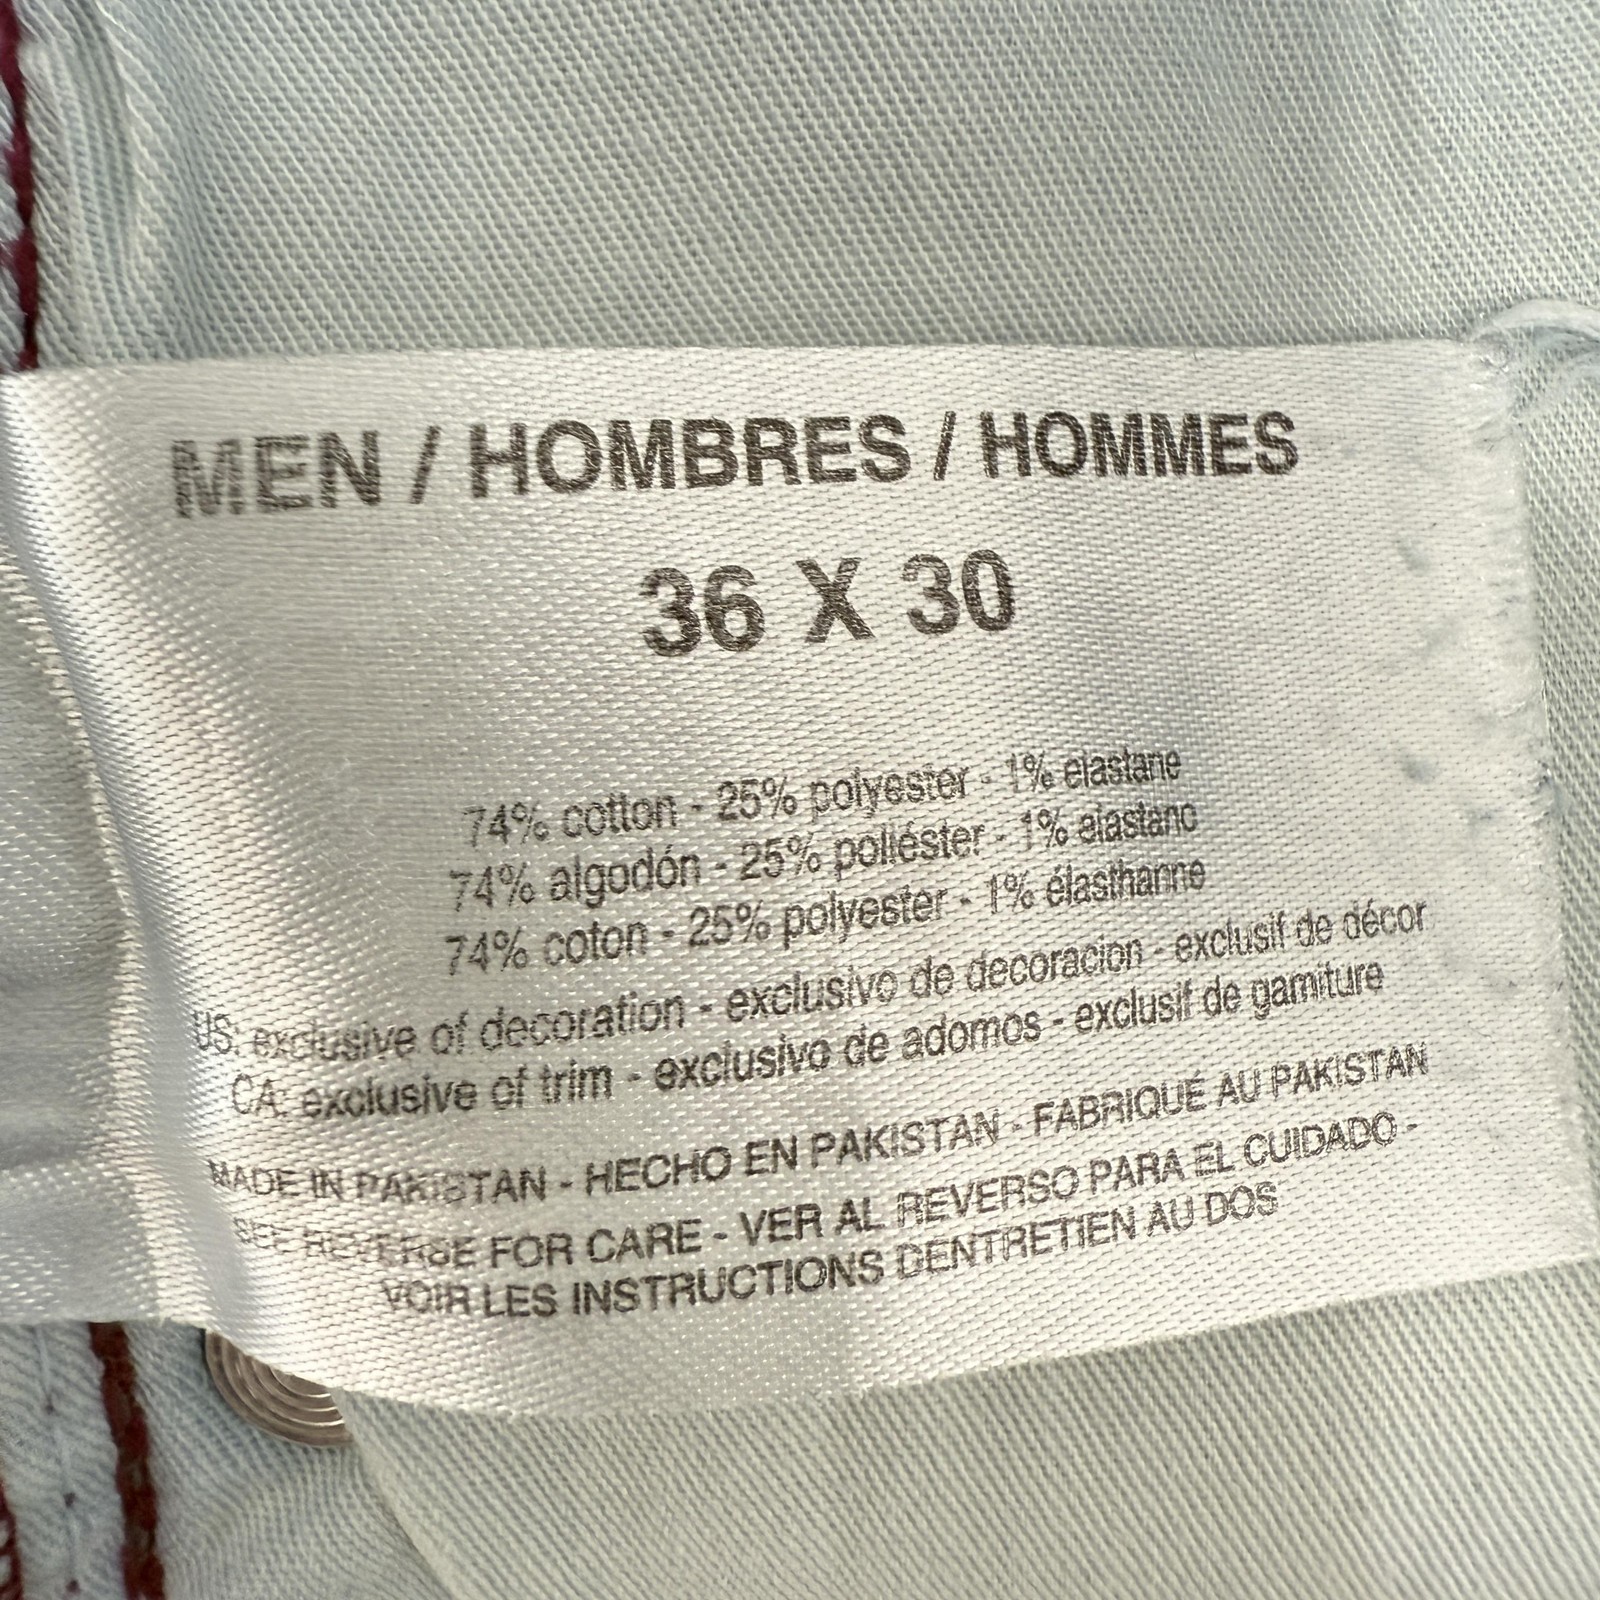 MEN / HOMBRES / HOMMES
36 X 30
74% cotton - 25% polyester - 1% elastane
74% algodón - 25% poliéster - 1% elastano
74% coton - 25% polyester - 1% élasthanne
US: exclusive of decoration - exclusivo de decoracion - exclusif de décor
CA: exclusive of trim - exclusivo de adornos - exclusif de garniture
MADE IN PAKISTAN - HECHO EN PAKISTAN - FABRIQUÉ AU PAKISTAN
SEE REVERSE FOR CARE - VER AL REVERSO PARA EL CUIDADO -
VOIR LES INSTRUCTIONS DENTRETIEN AU DOS